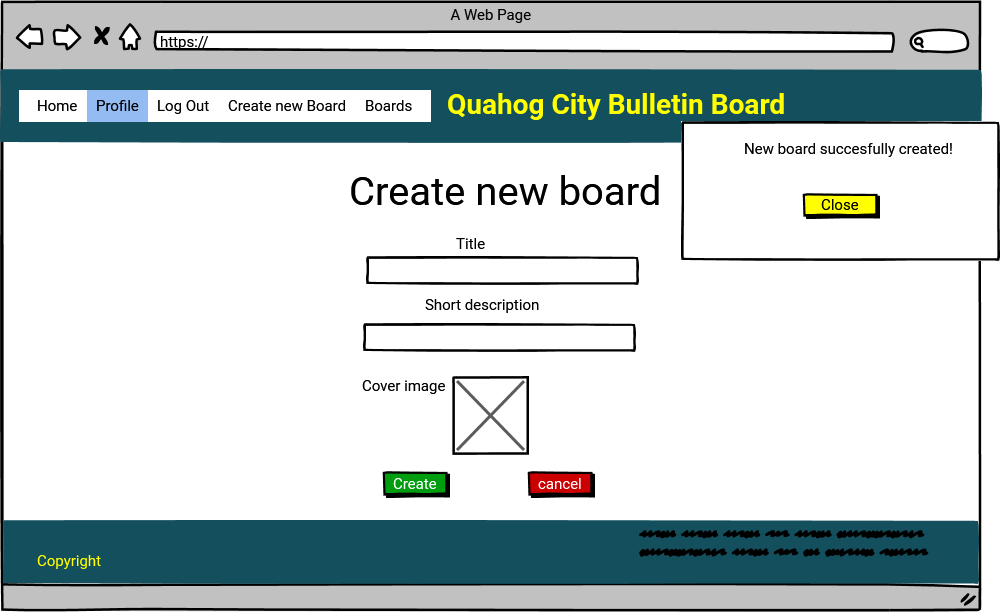 A Web Page
https://
Home Profile Log Out Create new Board Boards
Quahog City Bulletin Board
New board succesfully created!
Close
Create new board
Title
Short description
Cover image
Create cancel
Copyright